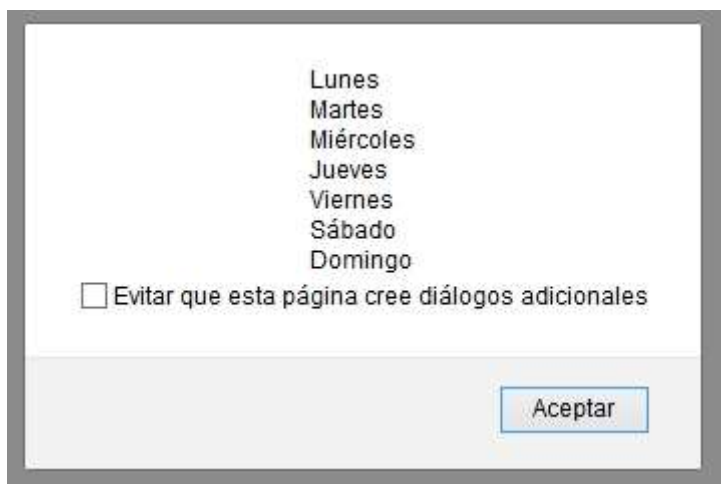 Lunes
Martes
Miércoles
Jueves
Viernes
Sábado
Domingo
Evitar que esta página cree diálogos adicionales
Aceptar